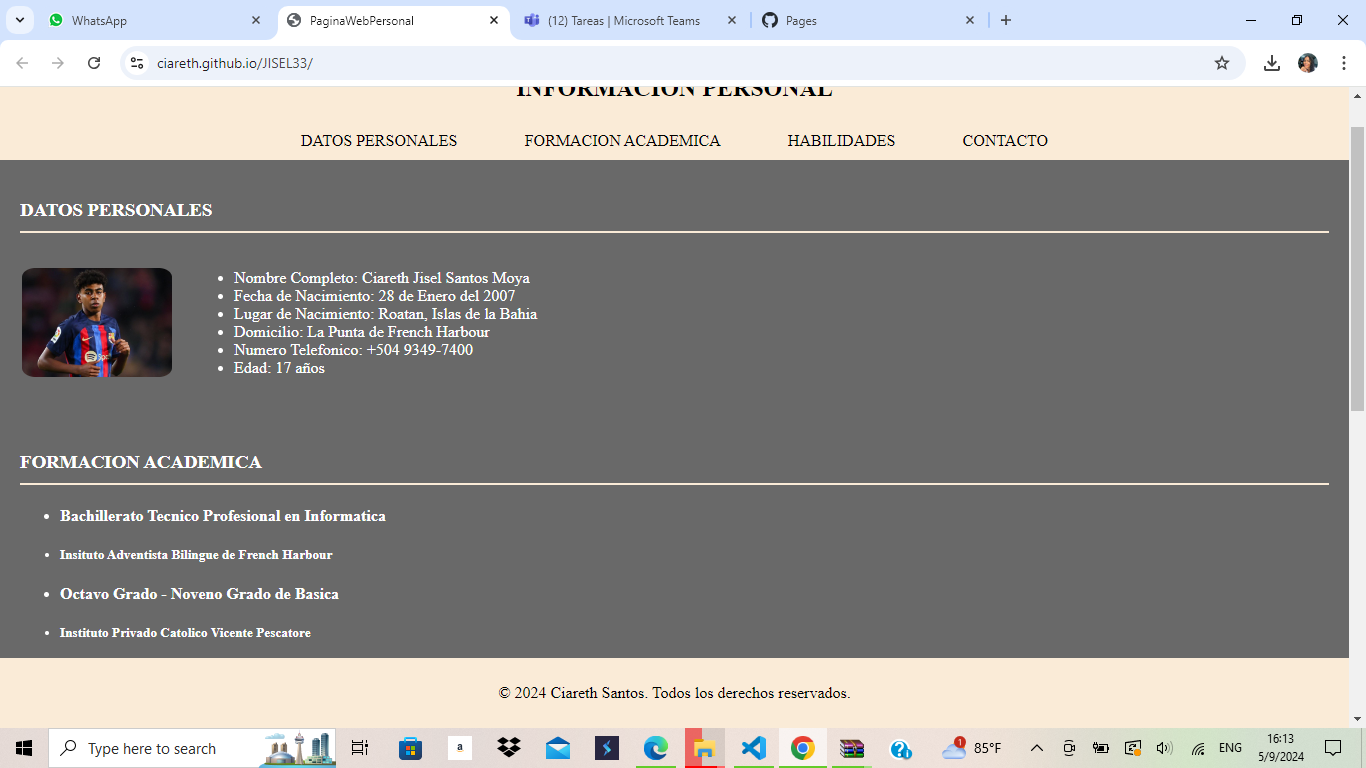 WhatsApp
PaginaWebPersonal
(12) Tareas | Microsoft Teams
Pages
ciareth.github.io/JISEL33/
INFORMACION PERSONAL
DATOS PERSONALES
FORMACION ACADEMICA
HABILIDADES
CONTACTO
DATOS PERSONALES
Nombre Completo: Ciareth Jisel Santos Moya
Fecha de Nacimiento: 28 de Enero del 2007
Lugar de Nacimiento: Roatan, Islas de la Bahia
Domicilio: La Punta de French Harbour
Numero Telefonico: +504 9349-7400
Edad: 17 años
FORMACION ACADEMICA
Bachillerato Tecnico Profesional en Informatica
Insituto Adventista Bilingue de French Harbour
Octavo Grado - Noveno Grado de Basica
Instituto Privado Catolico Vicente Pescatore
© 2024 Ciareth Santos. Todos los derechos reservados.
Type here to search
a
1
85°F
ENG
16:13
5/9/2024